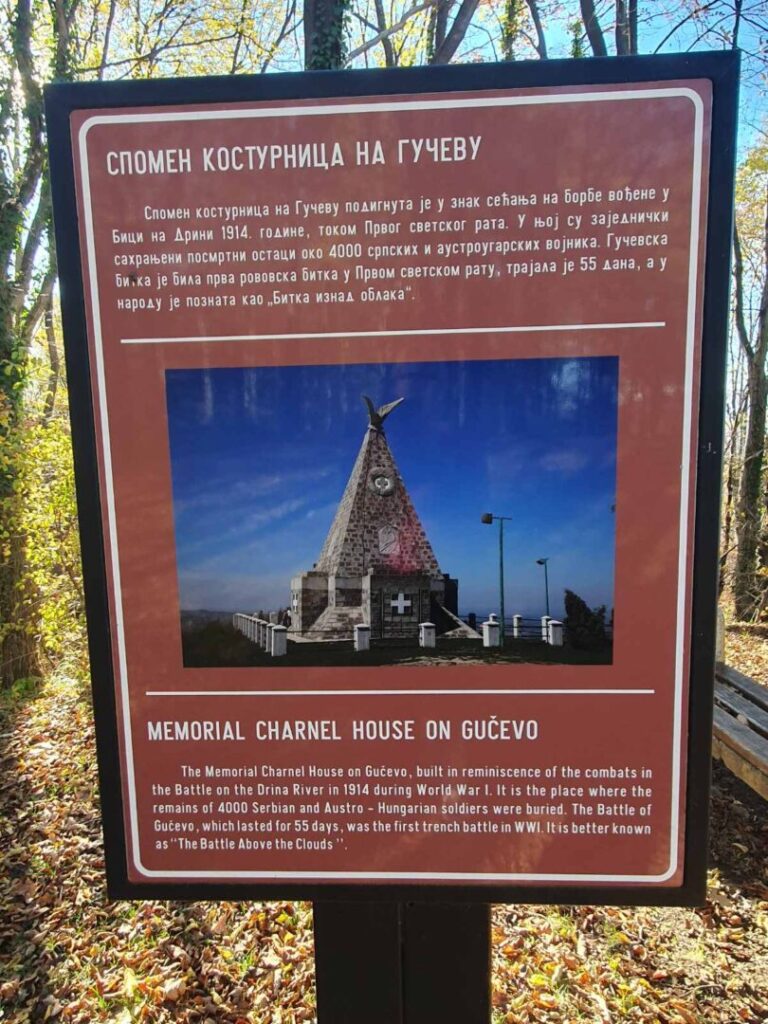 СПОМЕН КОСТУРНИЦА НА ГУЧЕВУ
Спомен костурница на Гучеву подигнута је у знак сећања на борбе вођене у
Бици на Дрини 1914. године, током Првог светског рата. У њој су заједнички
сахрањени посмртни остаци око 4000 српских и аустроугарских војника. Гучевска
битка је била прва рововска битка у Првом светском рату, трајала је 55 дана, а у
народу је позната као „Битка изнад облака“.
MEMORIAL CHARNEL HOUSE ON GUČEVO
The Memorial Charnel House on Gučevo, built in reminiscence of the combats in
the Battle on the Drina River in 1914 during World War I. It is the place where the
remains of 4000 Serbian and Austro - Hungarian soldiers were buried. The Battle of
Gučevo, which lasted for 55 days, was the first trench battle in WWI. It is better known
as "The Battle Above the Clouds ".